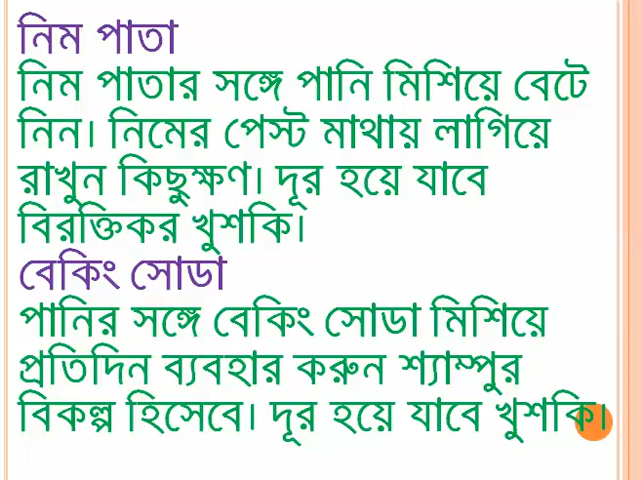 নিম পাতা
নিম পাতার সঙ্গে পানি মিশিয়ে বেটে
নিন। নিমের পেস্ট মাথায় লাগিয়ে
রাখুন কিছুক্ষণ। দূর হয়ে যাবে
বিরক্তিকর খুশকি।
বেকিং সোডা
পানির সঙ্গে বেকিং সোডা মিশিয়ে
প্রতিদিন ব্যবহার করুন শ্যাম্পুর
বিকল্প হিসেবে। দূর হয়ে যাবে খুশকি।